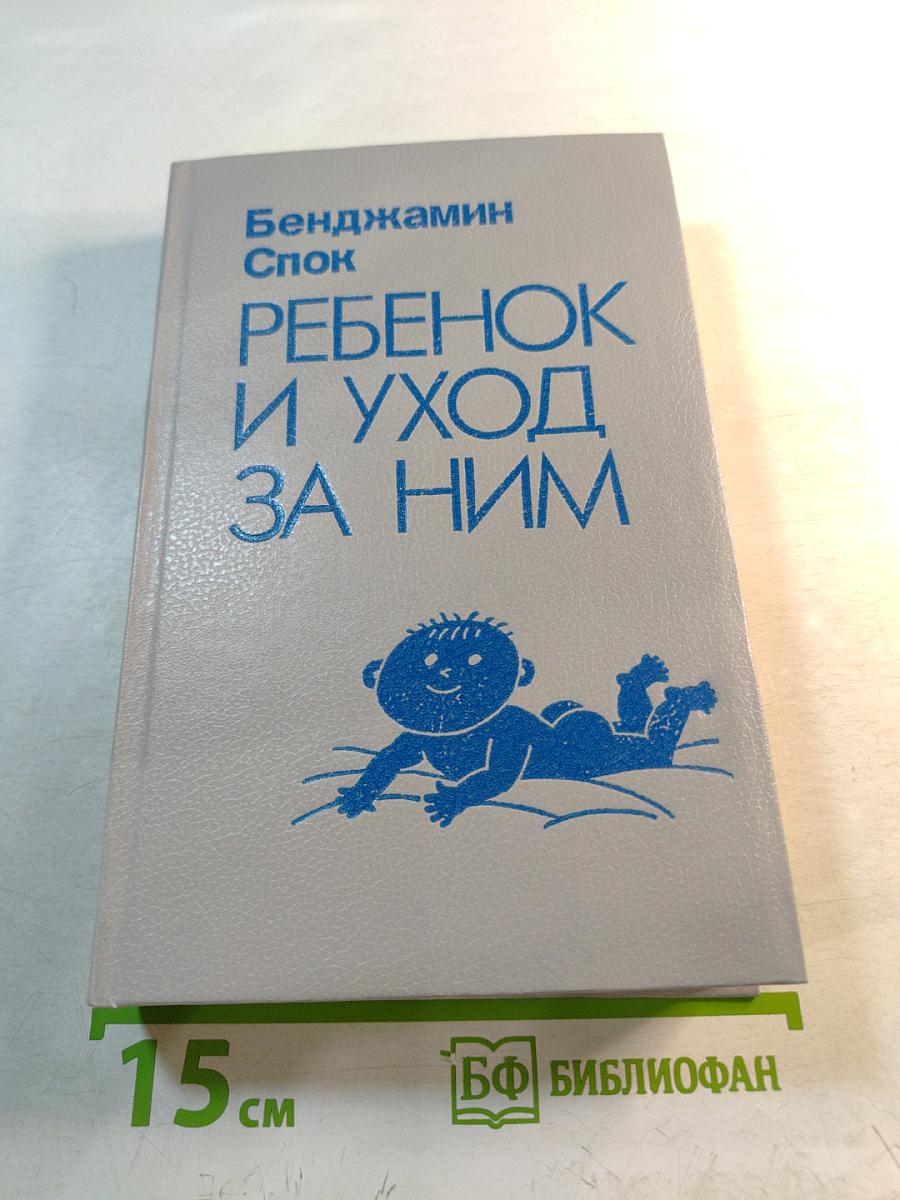 Бенджамин
Спок
РЕБЕНОК
И УХОД
ЗА НИМ
15 см
БФ БИБЛИОФАН